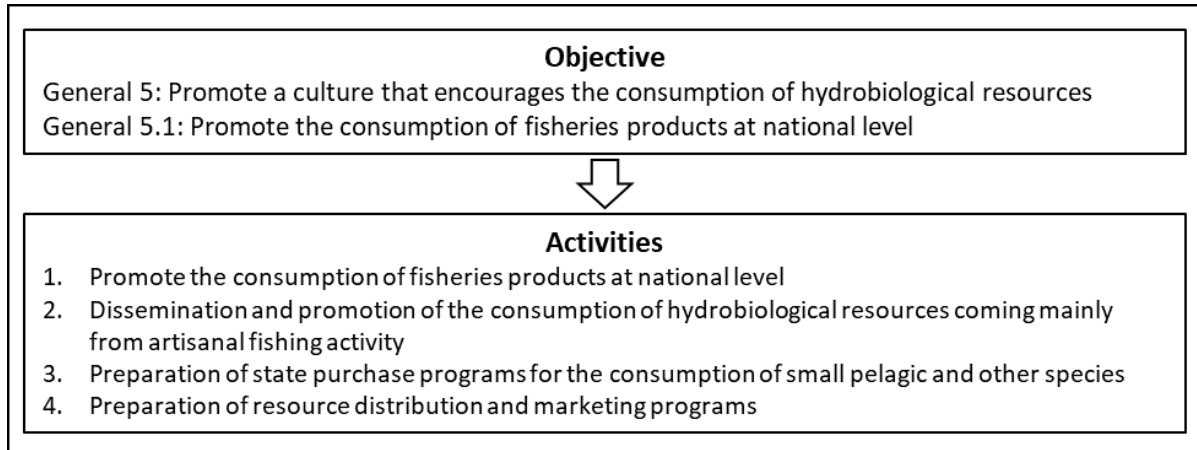 Objective
General 5: Promote a culture that encourages the consumption of hydrobiological resources
General 5.1: Promote the consumption of fisheries products at national level
Activities
1. Promote the consumption of fisheries products at national level
2. Dissemination and promotion of the consumption of hydrobiological resources coming mainly
from artisanal fishing activity
3. Preparation of state purchase programs for the consumption of small pelagic and other species
4. Preparation of resource distribution and marketing programs